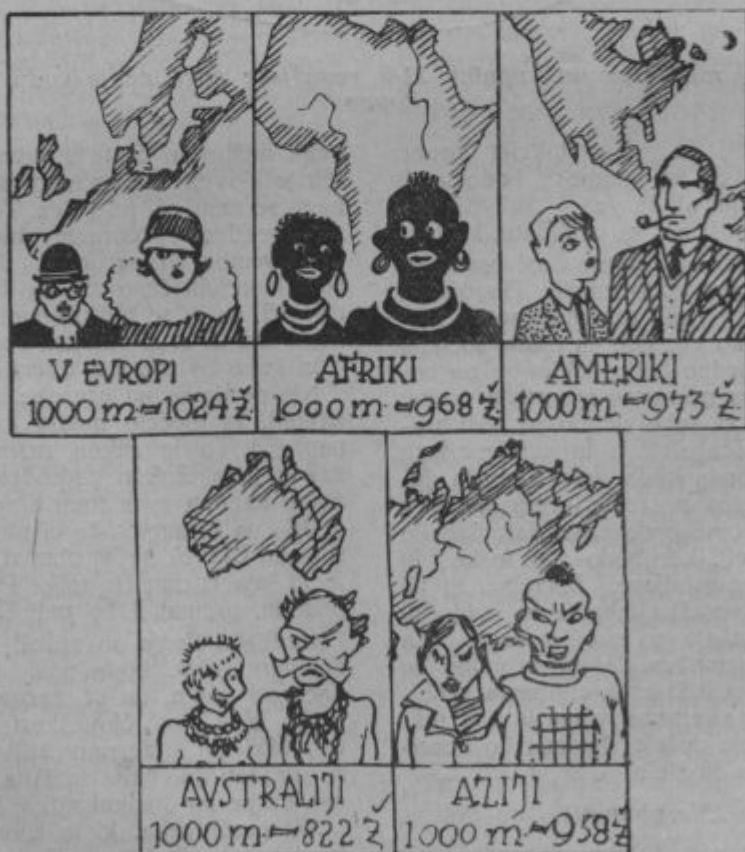 V EVROPI
1000 m = 1024 ž.
AFRIKI
1000 m = 968 ž.
AMERIKI
1000 m = 973 ž.
AVSTRALIJI
1000 m = 822 ž
AZIJI
1000 m = 958 ž